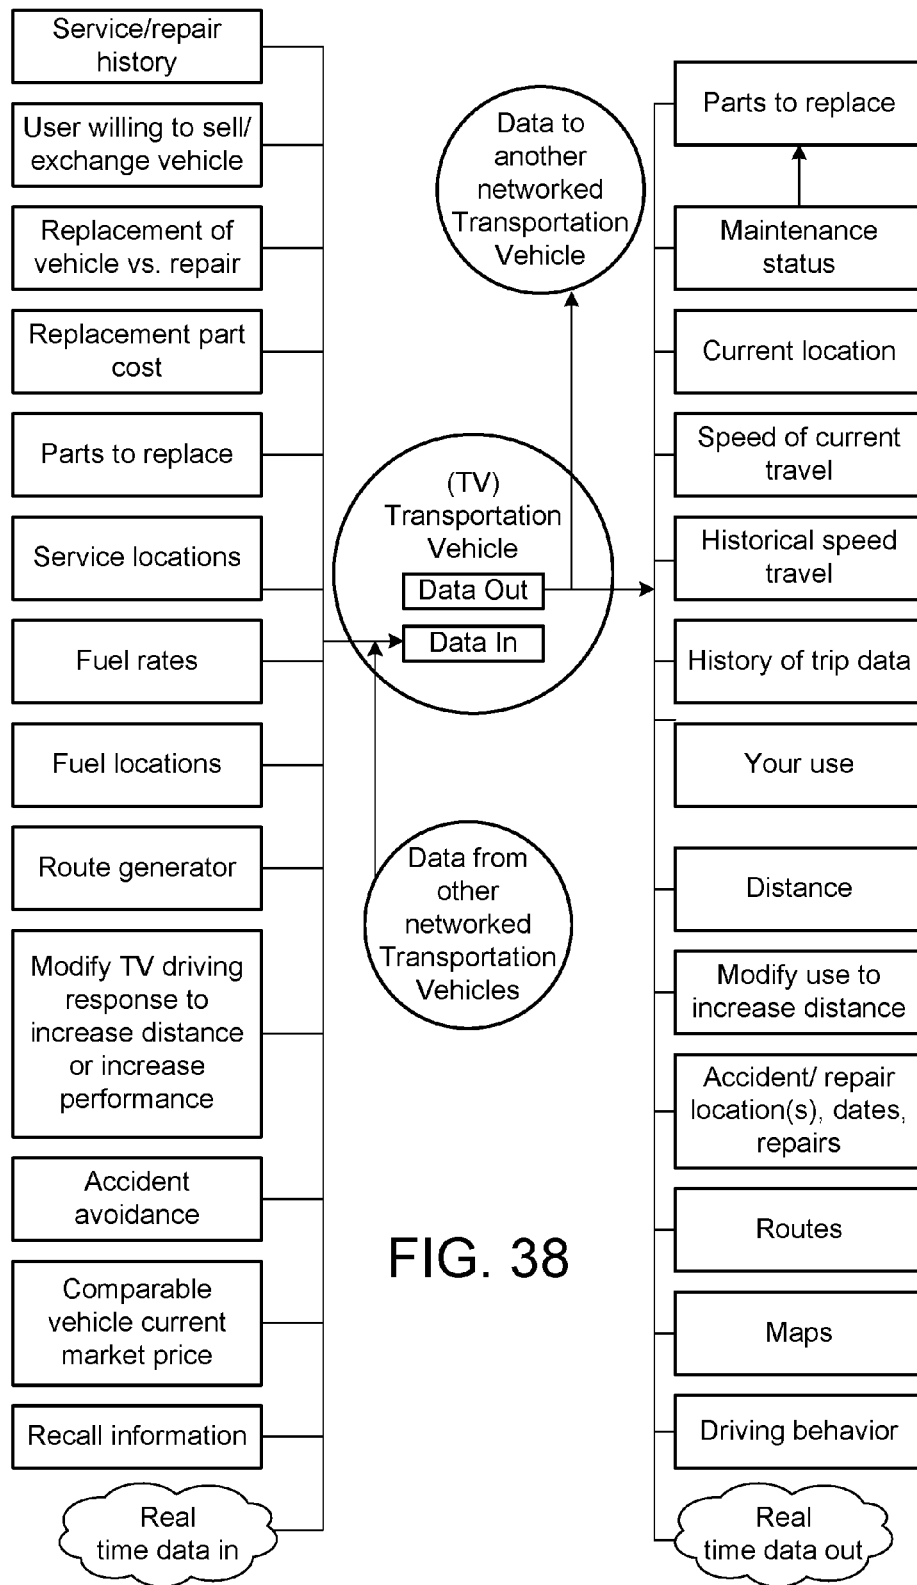 Service/repair
history
User willing to sell/
exchange vehicle
Replacement of
vehicle vs. repair
Replacement part
cost
Parts to replace
Service locations
Fuel rates
Fuel locations
Route generator
Modify TV driving
response to
increase distance
or increase
performance
Accident
avoidance
Comparable
vehicle current
market price
Recall information
Real
time data in
Data to
another
networked
Transportation
Vehicle
(TV)
Transportation
Vehicle
Data Out
Data In
Data from
other
networked
Transportation
Vehicles
FIG. 38
Parts to replace
Maintenance
status
Current location
Speed of current
travel
Historical speed
travel
History of trip data
Your use
Distance
Modify use to
increase distance
Accident/ repair
location(s), dates,
repairs
Routes
Maps
Driving behavior
Real
time data out